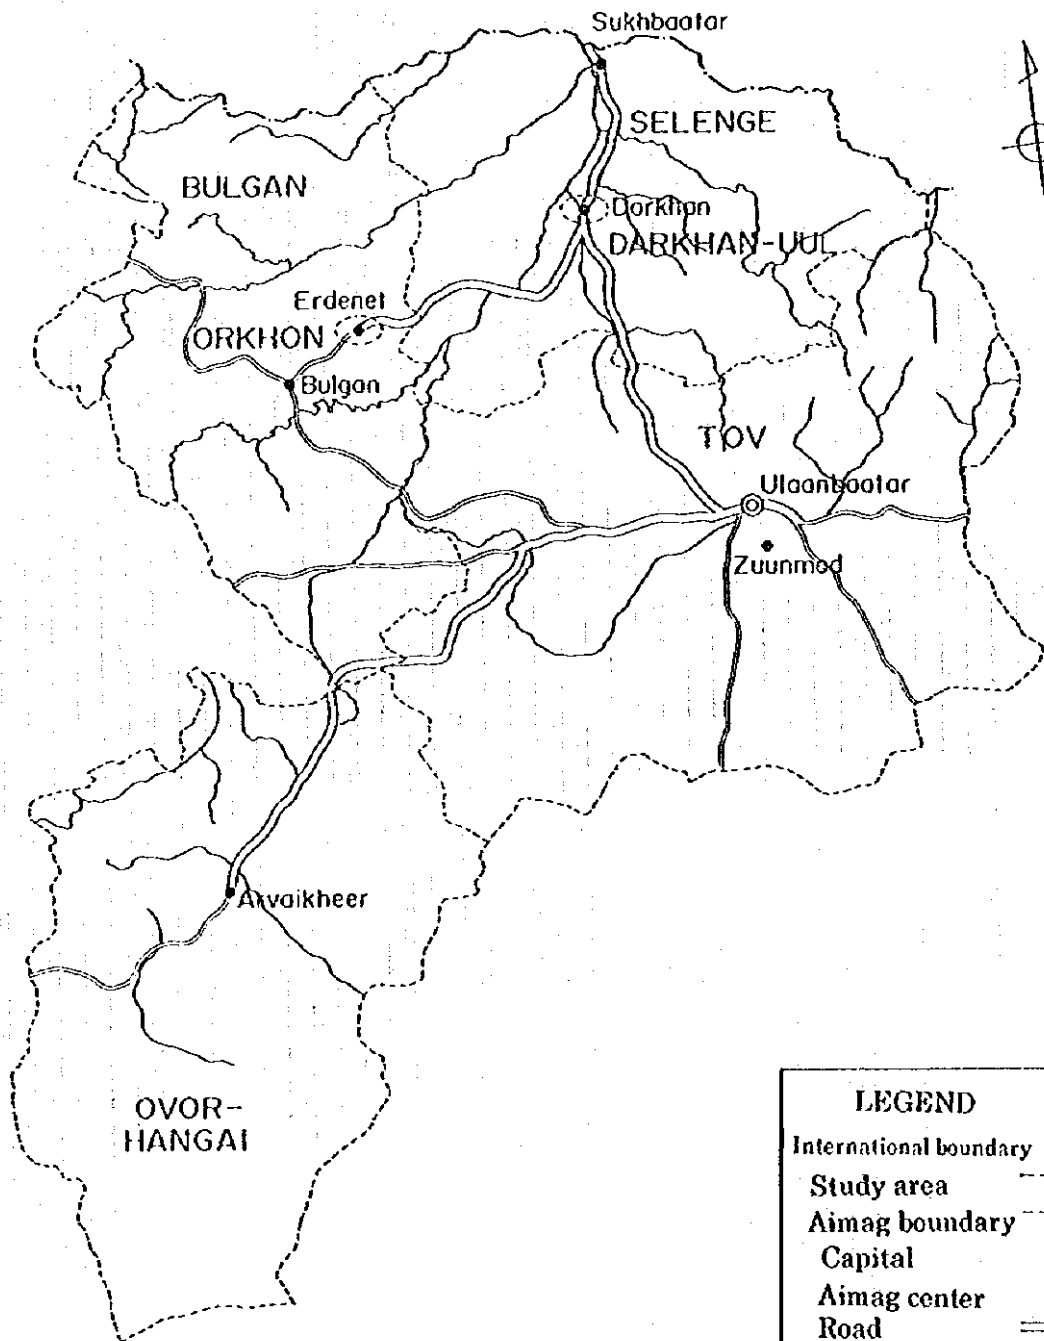 Sukhbaatar
SELENGE
BULGAN
Darkhan
DARKHAN-UUL
Erdenet
ORKHON
Bulgan
TOV
Ulaanbaatar
Zuunmod
Arvaikheer
OVOR-
HANGAI
LEGEND
International boundary
Study area
Aimag boundary
Capital
Aimag center
Road